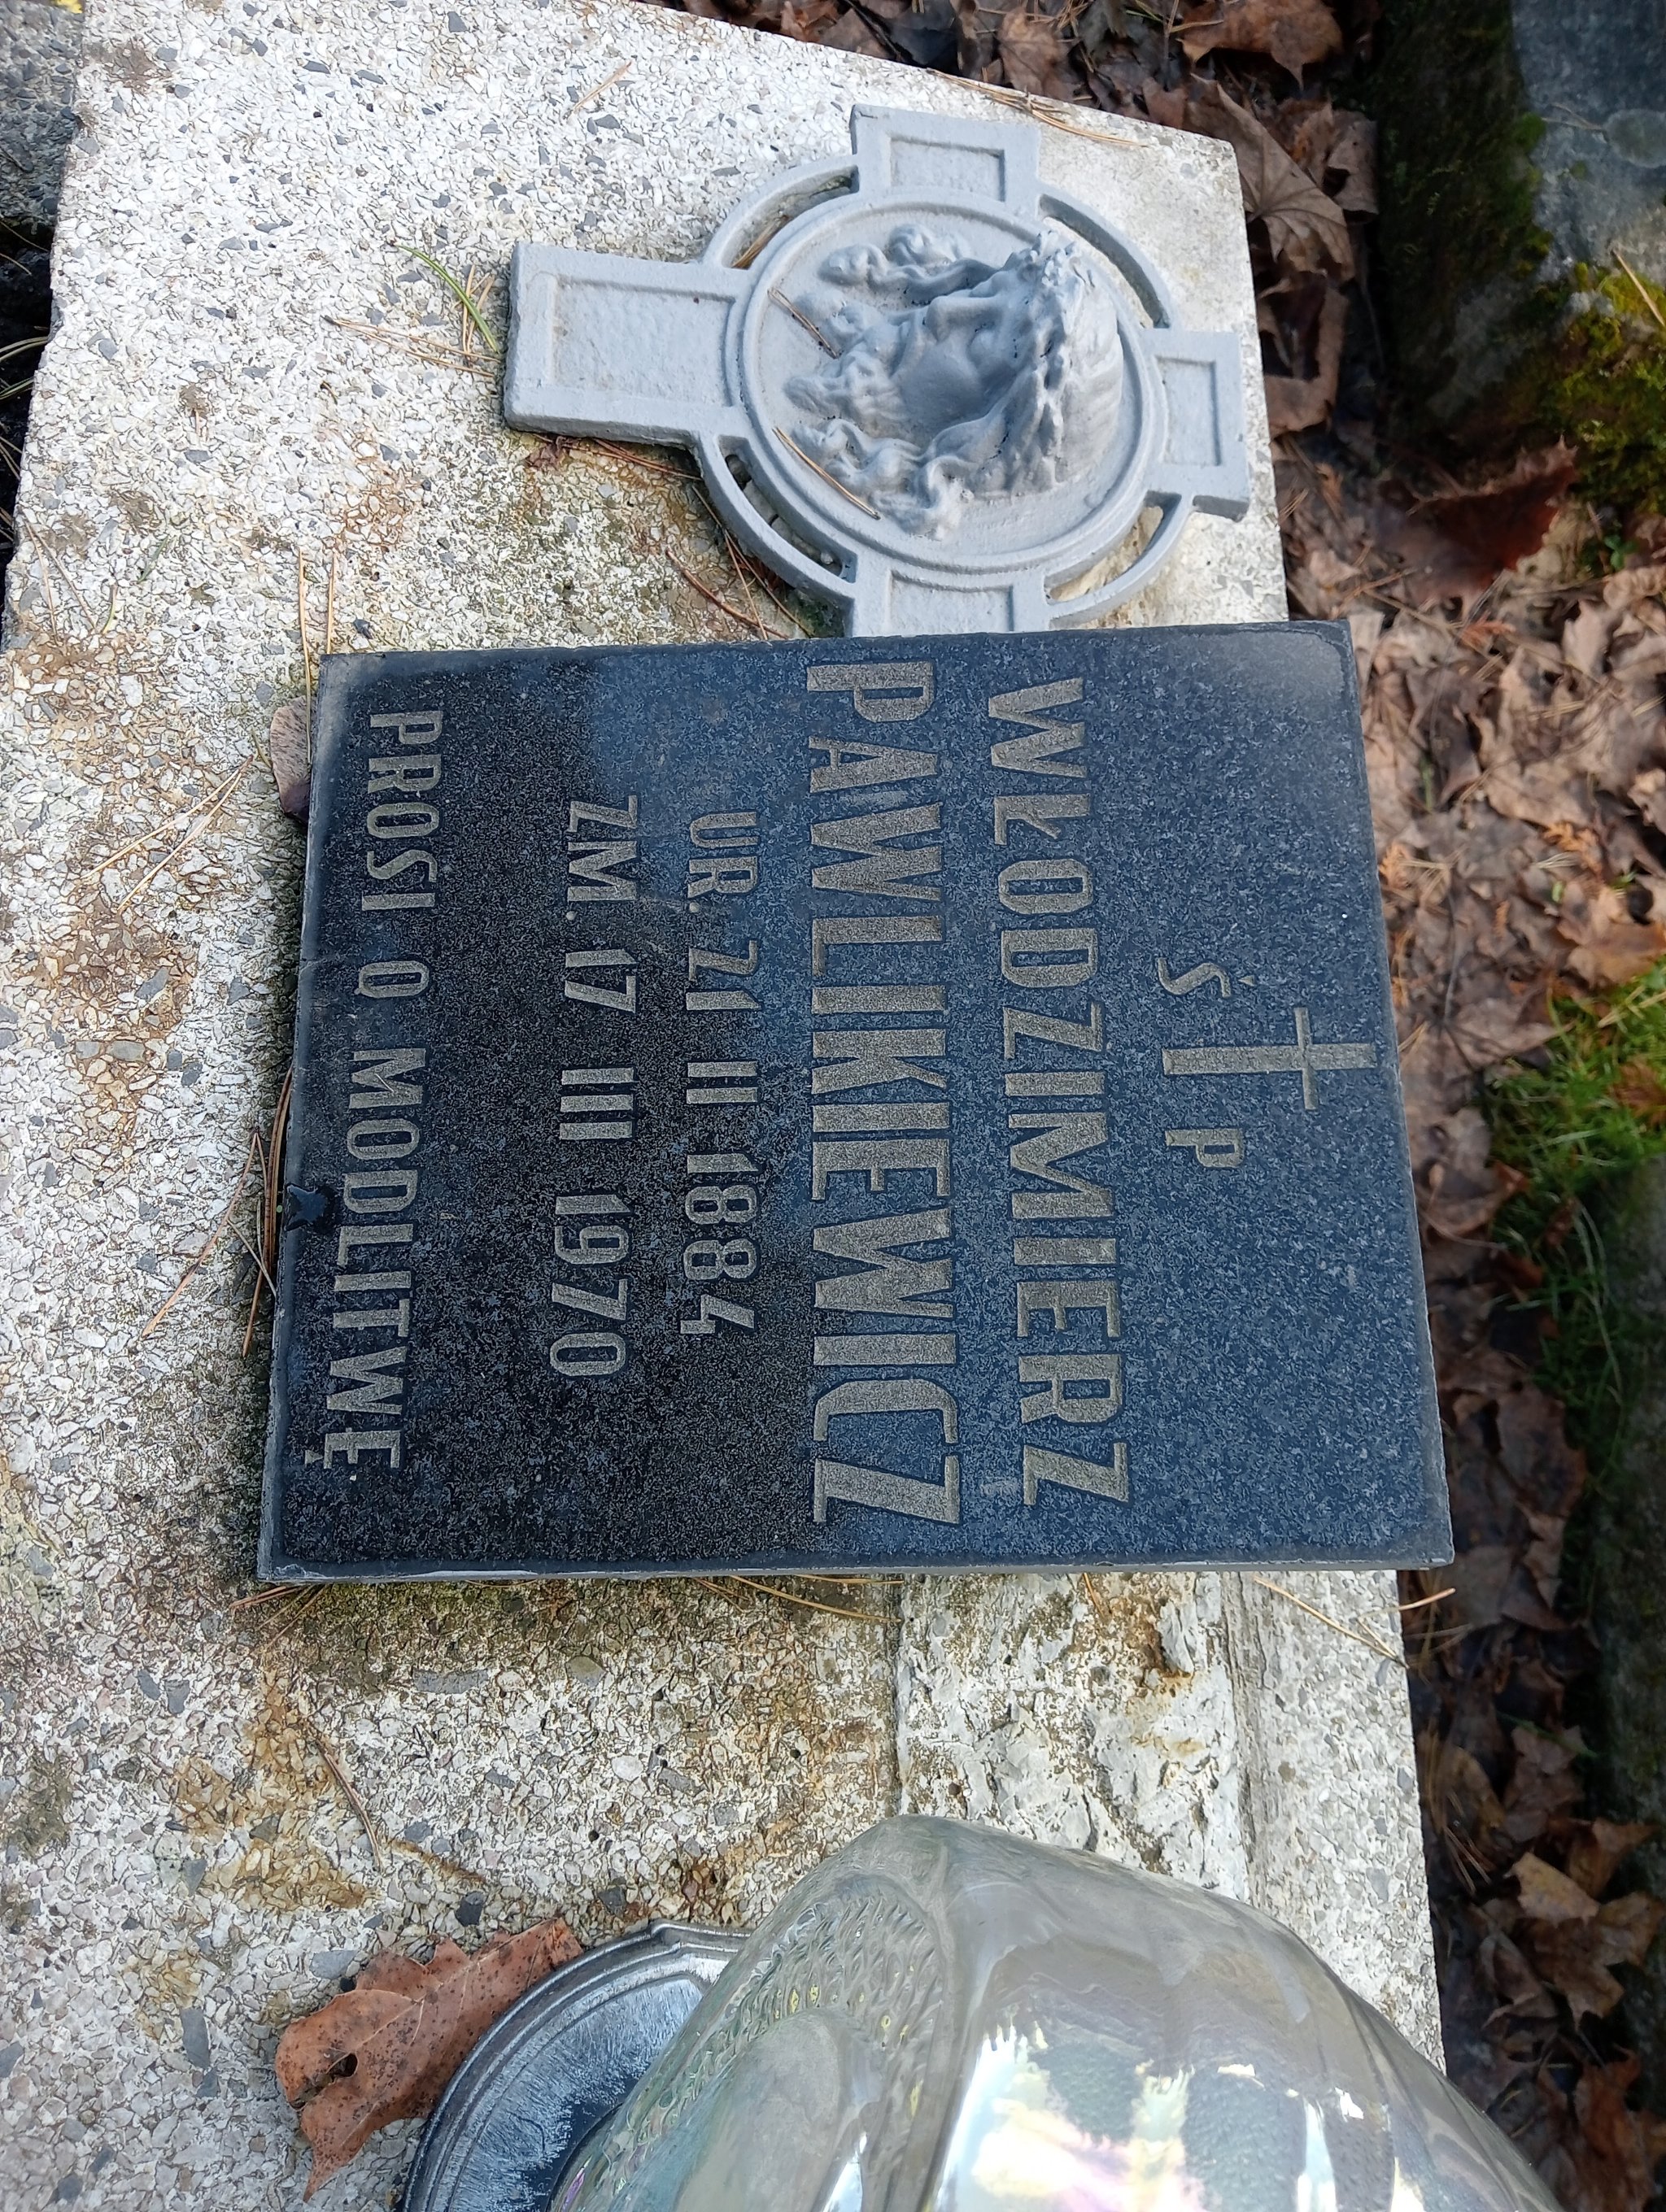 Ś P
WŁODZIMIERZ
PAWLIKIEWICZ
UR. 21 II 1884
ZM. 17 III 1970
PROSI O MODLITWĘ